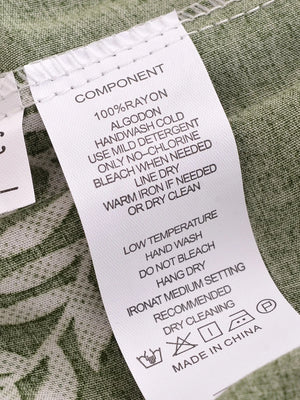 COMPONENT
100%RAYON
ALGODON
HANDWASH COLD
USE MILD DETERGENT
ONLY NO_CHLORINE
BLEACH WHEN NEEDED
LINE DRY
WARM IRON IF NEEDED
OR DRY CLEAN
LOW TEMPERATURE
HAND WASH
DO NOT BLEACH
HANG DRY
IRONAT MEDIUM SETTING
RECOMMENDED
DRY CLEANING
MADE IN CHINA